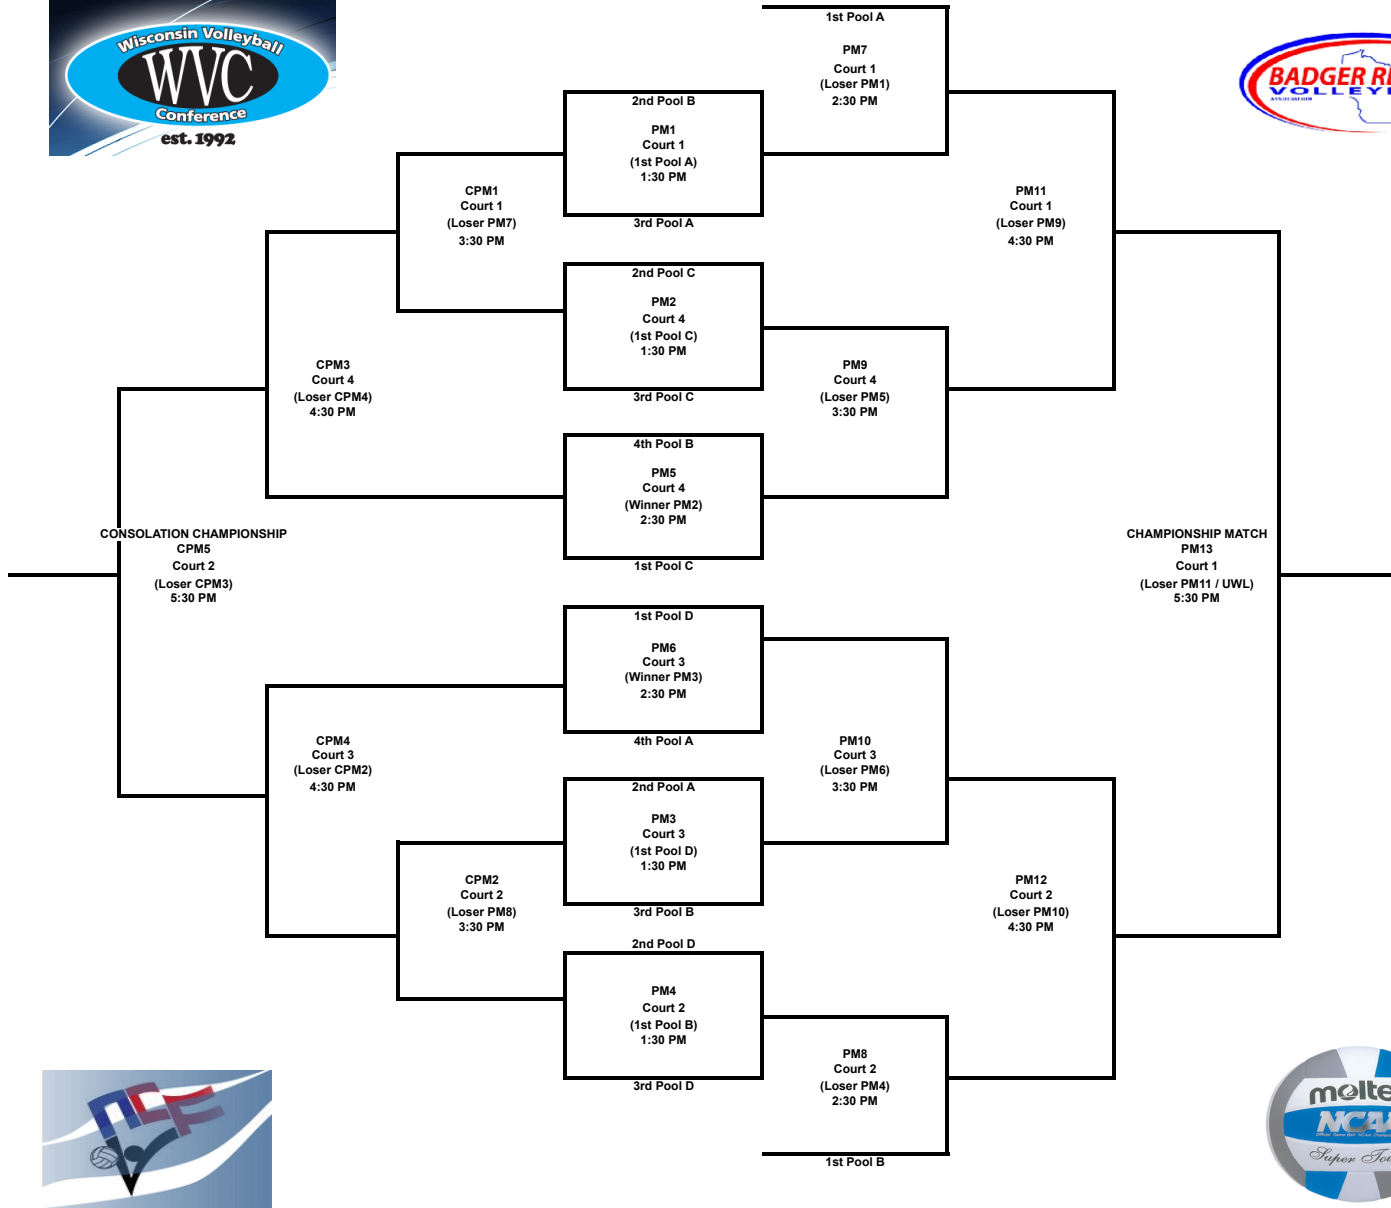 Wisconsin Volleyball
WVC
Conference
est. 1992
1st Pool A
PM7
Court 1
(Loser PM1)
2:30 PM
BADGER
VOLLEY
ASSOCIATION
2nd Pool B
PM1
Court 1
(1st Pool A)
1:30 PM
3rd Pool A
CPM1
Court 1
(Loser PM7)
3:30 PM
PM11
Court 1
(Loser PM9)
4:30 PM
2nd Pool C
PM2
Court 4
(1st Pool C)
1:30 PM
3rd Pool C
CPM3
Court 4
(Loser CPM4)
4:30 PM
PM9
Court 4
(Loser PM5)
3:30 PM
4th Pool B
PM5
Court 4
(Winner PM2)
2:30 PM
1st Pool C
CONSOLATION CHAMPIONSHIP
CPM5
Court 2
(Loser CPM3)
5:30 PM
CHAMPIONSHIP MATCH
PM13
Court 1
(Loser PM11 / UWL)
5:30 PM
1st Pool D
PM6
Court 3
(Winner PM3)
2:30 PM
4th Pool A
CPM4
Court 3
(Loser CPM2)
4:30 PM
PM10
Court 3
(Loser PM6)
3:30 PM
2nd Pool A
PM3
Court 3
(1st Pool D)
1:30 PM
3rd Pool B
CPM2
Court 2
(Loser PM8)
3:30 PM
PM12
Court 2
(Loser PM10)
4:30 PM
2nd Pool D
PM4
Court 2
(1st Pool B)
1:30 PM
3rd Pool D
PM8
Court 2
(Loser PM4)
2:30 PM
1st Pool B
NCF
molte
NCA
Super